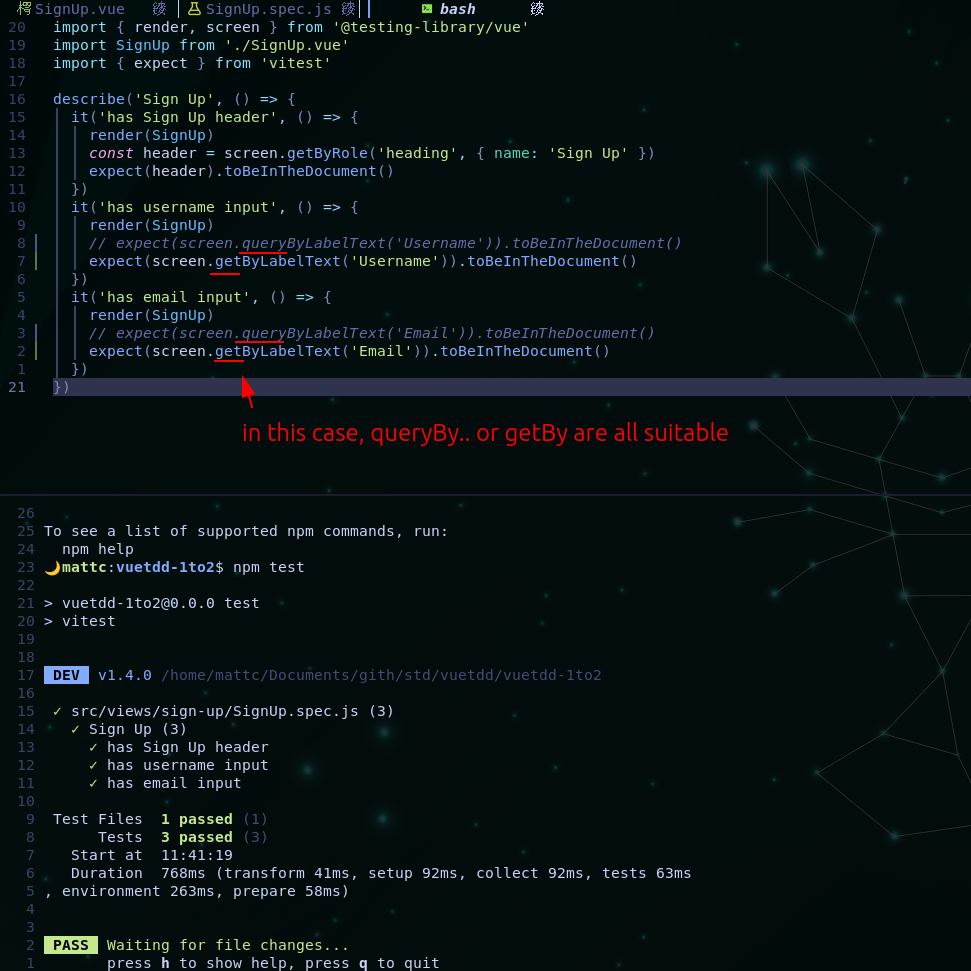 SignUp.vue SignUp.spec.js bash
20 import { render, screen } from '@testing-library/vue'
19 import SignUp from './SignUp.vue'
18 import { expect } from 'vitest'
17
16 describe('Sign Up', () => {
15 it('has Sign Up header', () => {
14 render(SignUp)
13 const header = screen.getByRole('heading', { name: 'Sign Up' })
12 expect(header).toBeInTheDocument()
11 })
10 it('has username input', () => {
9 render(SignUp)
8 // expect(screen.queryByLabelText('Username')).toBeInTheDocument()
7 expect(screen.getByLabelText('Username')).toBeInTheDocument()
6 })
5 it('has email input', () => {
4 render(SignUp)
3 // expect(screen.queryByLabelText('Email')).toBeInTheDocument()
2 expect(screen.getByLabelText('Email')).toBeInTheDocument()
1 })
21 })
in this case, queryBy.. or getBy are all suitable
26
25 To see a list of supported npm commands, run:
24 npm help
23 🌙mattc:vuetdd-1to2$ npm test
22
21 > vuetdd-1to2@0.0.0 test
20 > vitest
19
18
17 DEV v1.4.0 /home/mattc/Documents/gith/std/vuetdd/vuetdd-1to2
16
15 ✓ src/views/sign-up/SignUp.spec.js (3)
14 ✓ Sign Up (3)
13 ✓ has Sign Up header
12 ✓ has username input
11 ✓ has email input
10
9 Test Files 1 passed (1)
8 Tests 3 passed (3)
7 Start at 11:41:19
6 Duration 768ms (transform 41ms, setup 92ms, collect 92ms, tests 63ms
5 , environment 263ms, prepare 58ms)
4
3
2 PASS Waiting for file changes...
1 press h to show help, press q to quit